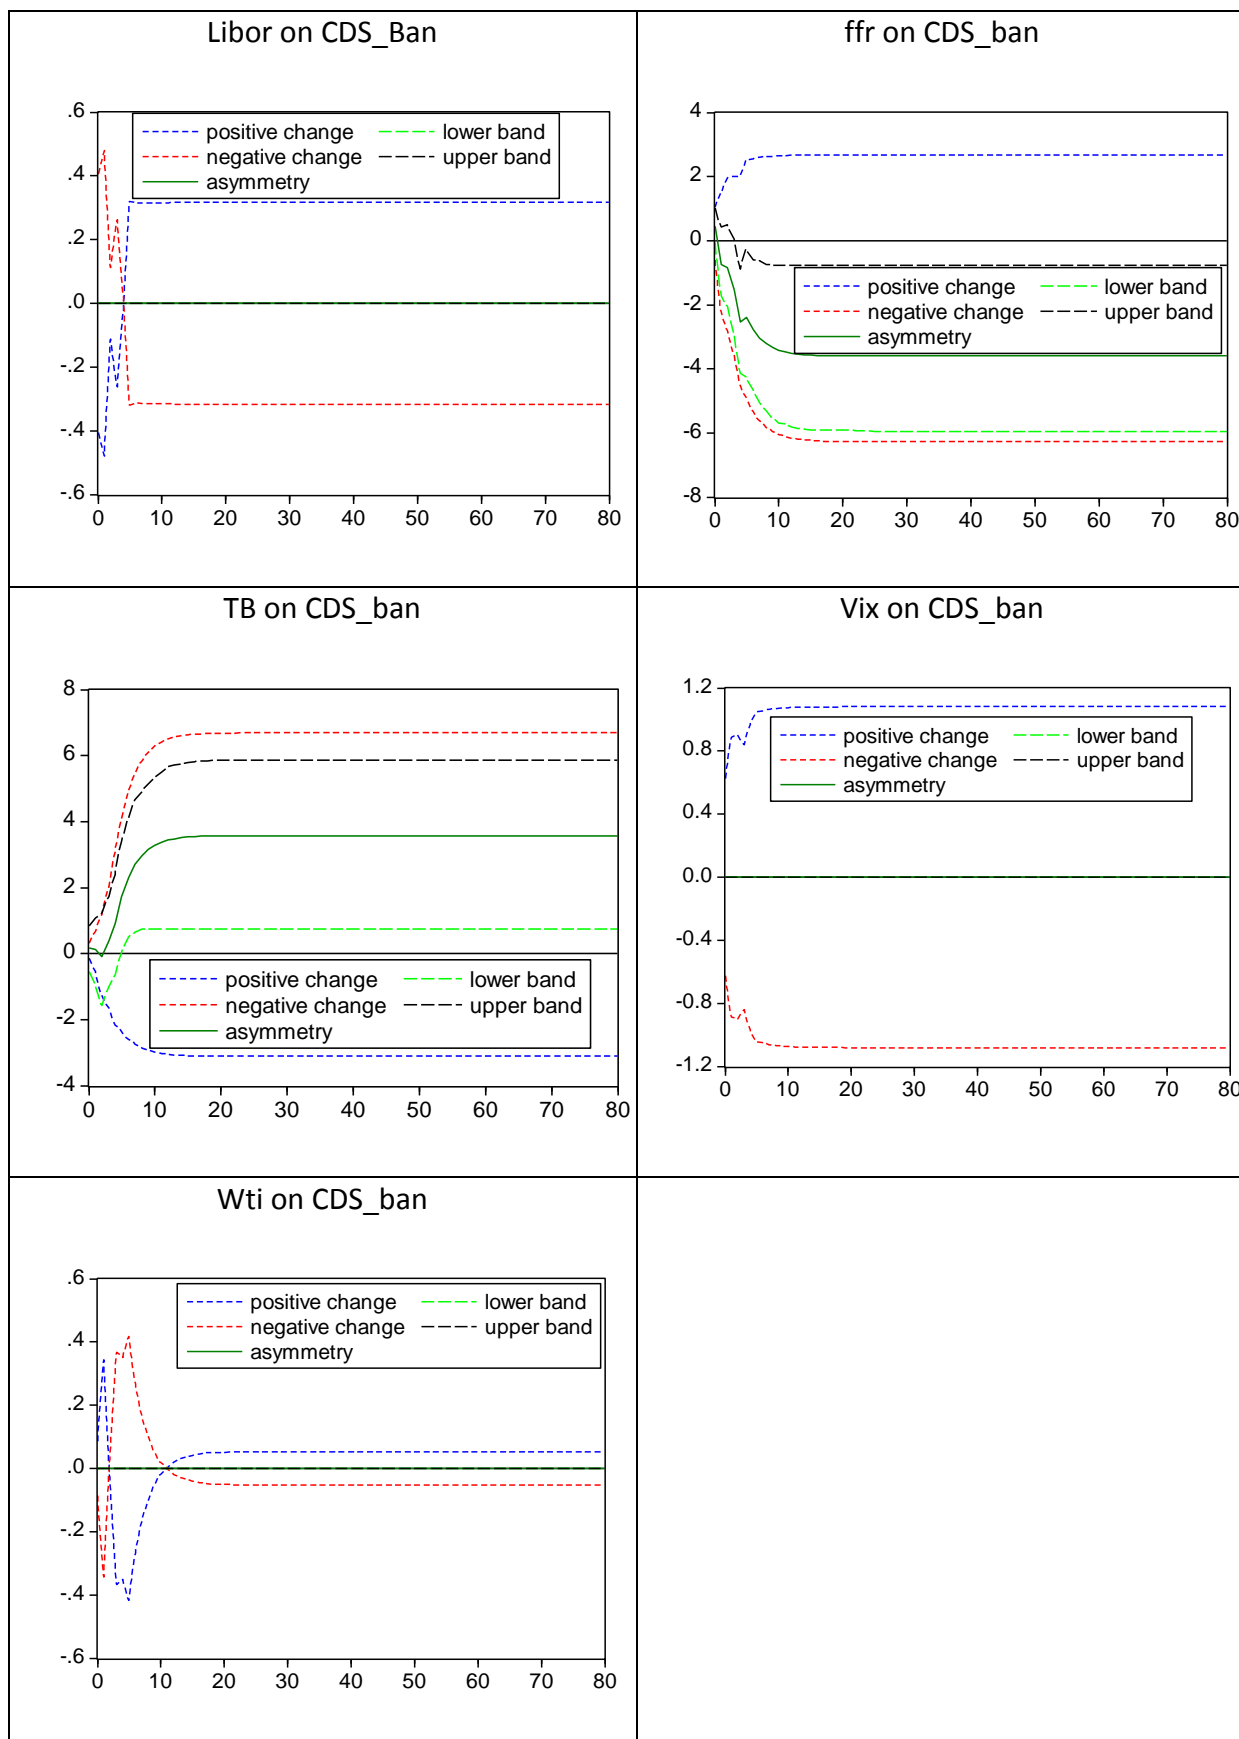 Libor on CDS_Ban
.6
.4
.2
.0
-.2
-.4
-.6
positive change
lower band
negative change
upper band
asymmetry
0 10 20 30 40 50 60 70 80
ffr on CDS_ban
4
2
0
-2
-4
-6
-8
positive change
lower band
negative change
upper band
asymmetry
0 10 20 30 40 50 60 70 80
TB on CDS_ban
8
6
4
2
0
-2
-4
positive change
lower band
negative change
upper band
asymmetry
0 10 20 30 40 50 60 70 80
Vix on CDS_ban
1.2
0.8
0.4
0.0
-0.4
-0.8
-1.2
positive change
lower band
negative change
upper band
asymmetry
0 10 20 30 40 50 60 70 80
Wti on CDS_ban
.6
.4
.2
.0
-.2
-.4
-.6
positive change
lower band
negative change
upper band
asymmetry
0 10 20 30 40 50 60 70 80